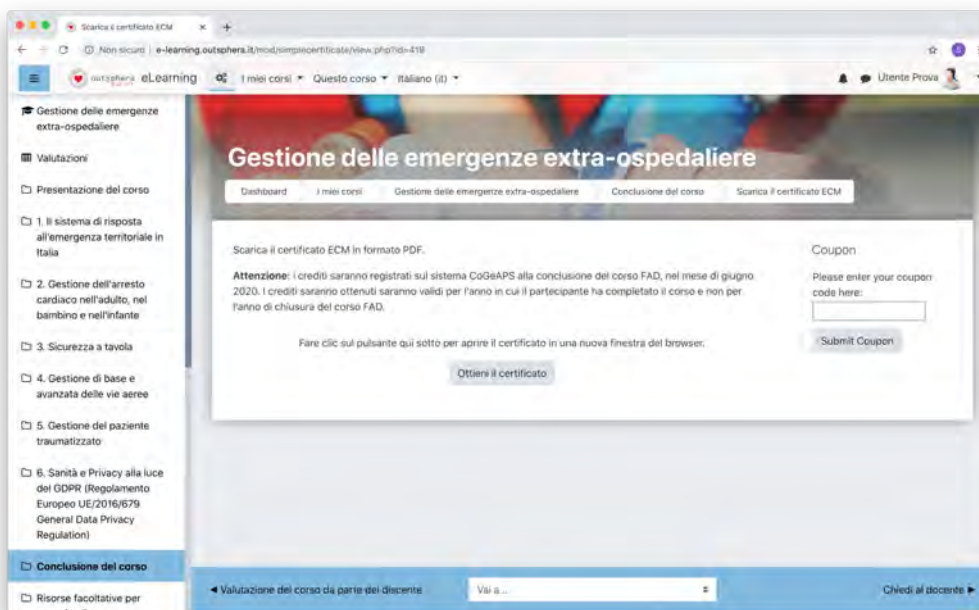 Scarica il certificato ECM
Non sicuro | e-learning.outsphera.it/mod/simplecertificate/view.php?id=418
outsphera eLearning
I miei corsi
Questo corso
Italiano (it)
Utente Prova
Gestione delle emergenze
extra-ospedaliere
Valutazioni
Presentazione del corso
1. Il sistema di risposta
all'emergenza territoriale in
Italia
2. Gestione dell'arresto
cardiaco nell'adulto, nel
bambino e nell'infante
3. Sicurezza a tavola
4. Gestione di base e
avanzata delle vie aeree
5. Gestione del paziente
traumatizzato
6. Sanità e Privacy alla luce
del GDPR (Regolamento
Europeo UE/2016/679
General Data Privacy
Regulation)
Conclusione del corso
Risorse facoltative per
Gestione delle emergenze extra-ospedaliere
Dashboard
I miei corsi
Gestione delle emergenze extra-ospedaliere
Conclusione del corso
Scarica il certificato ECM
Scarica il certificato ECM in formato PDF.
Attenzione: i crediti saranno registrati sul sistema CoGeAPS alla conclusione del corso FAD, nel mese di giugno
2020. I crediti saranno ottenuti saranno validi per l'anno in cui il partecipante ha completato il corso e non per
l'anno di chiusura del corso FAD.
Fare clic sul pulsante qui sotto per aprire il certificato in una nuova finestra del browser.
Ottieni il certificato
Coupon
Please enter your coupon
code here:
Submit Coupon
◄ Valutazione del corso da parte del discente
Vai a...
Chiedi al docente ►